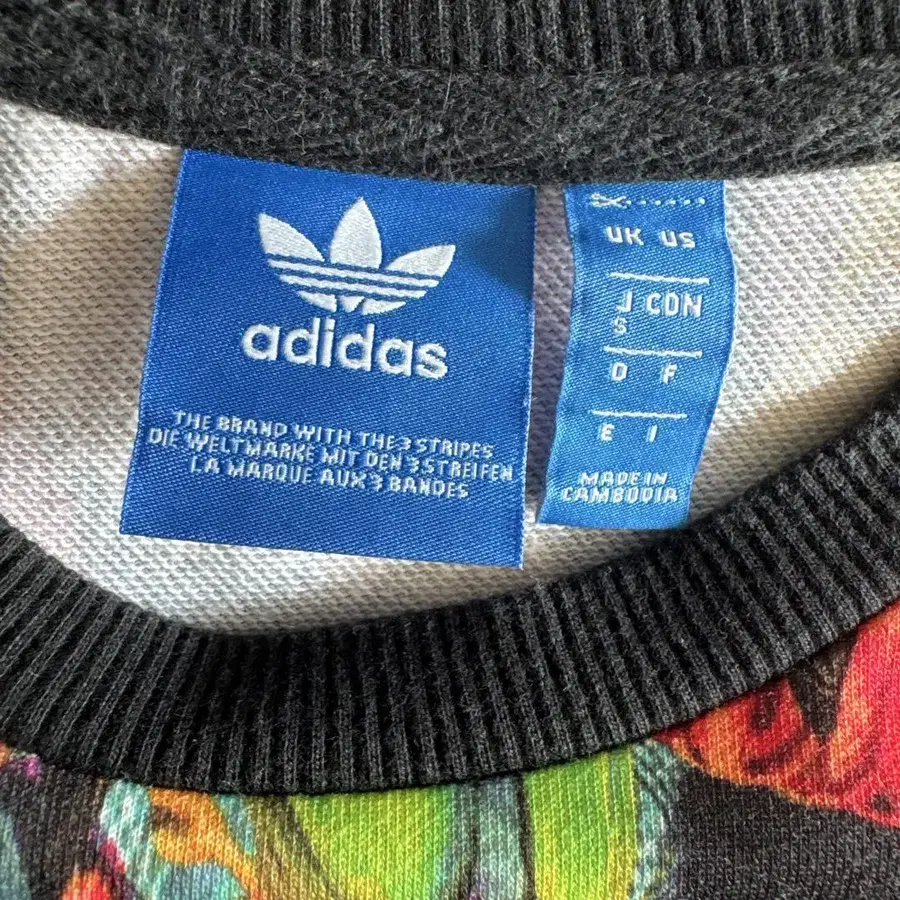 adidas
THE BRAND WITH THE 3 STRIPES
DIE WELTMARKE MIT DEN 3 STREIFEN
LA MARQUE AUX 3 BANDES
UK US
J CDN
S
D F
E I
MADE IN
CAMBODIA